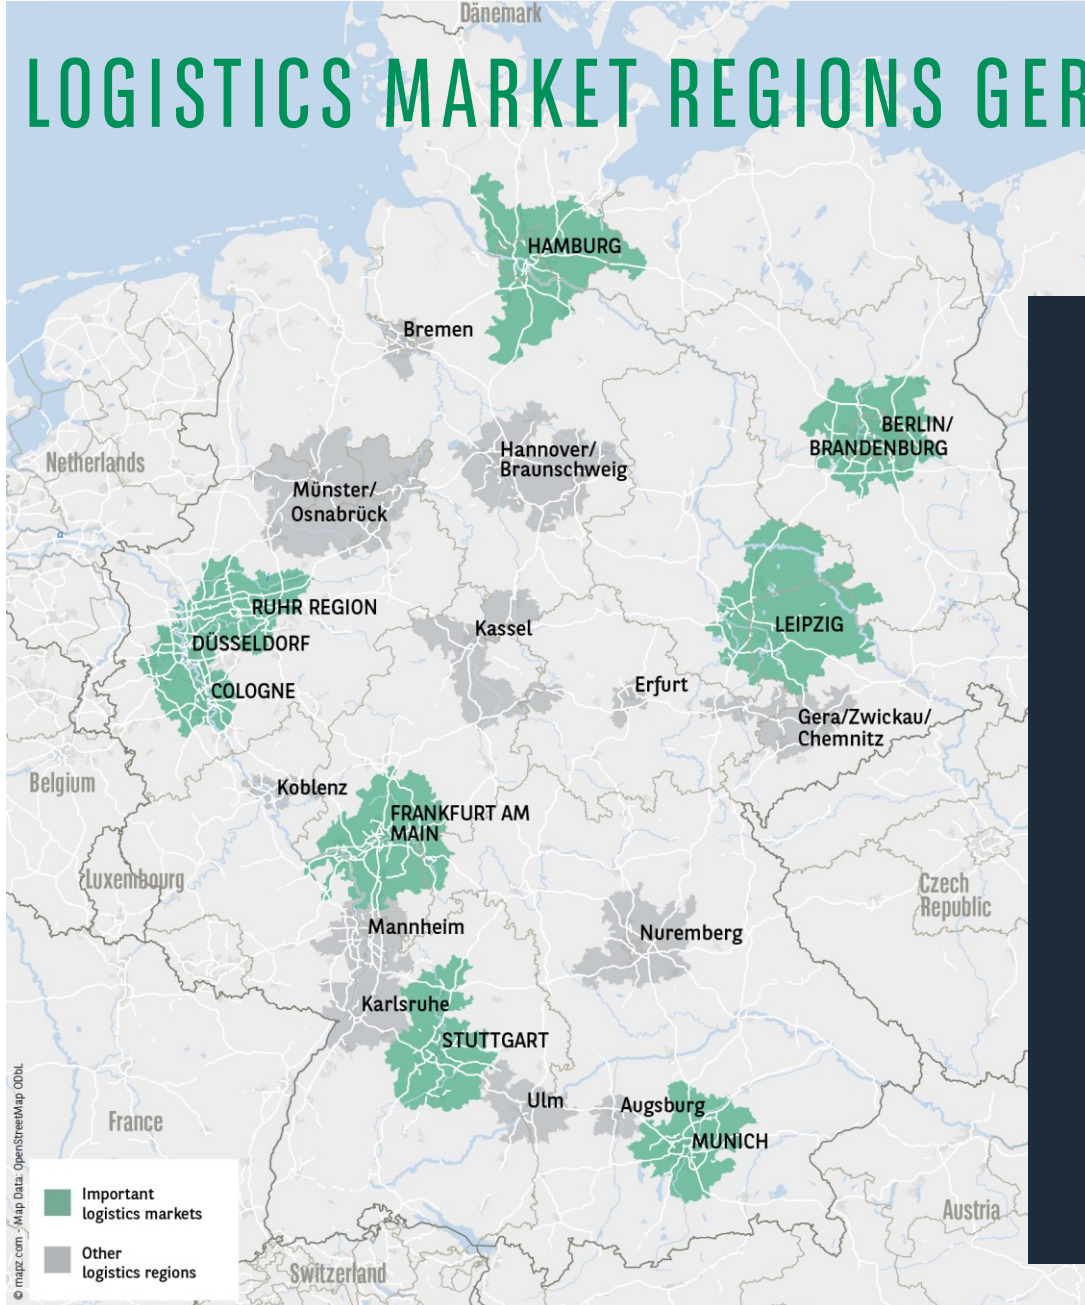 Dänemark
LOGISTICS MARKET REGIONS GER
HAMBURG
Bremen
BERLIN/
BRANDENBURG
Hannover/
Braunschweig
Netherlands
Münster/
Osnabrück
RUHR REGION
DÜSSELDORF
COLOGNE
Kassel
LEIPZIG
Erfurt
Gera/Zwickau/
Chemnitz
Belgium
Koblenz
FRANKFURT AM
MAIN
Luxembourg
Czech
Republic
Mannheim
Nuremberg
Karlsruhe
STUTTGART
Ulm
Augsburg
MUNICH
France
Austria
Switzerland
Important
logistics markets
Other
logistics regions
© mapz.com - Map Data: OpenStreetMap ODbL